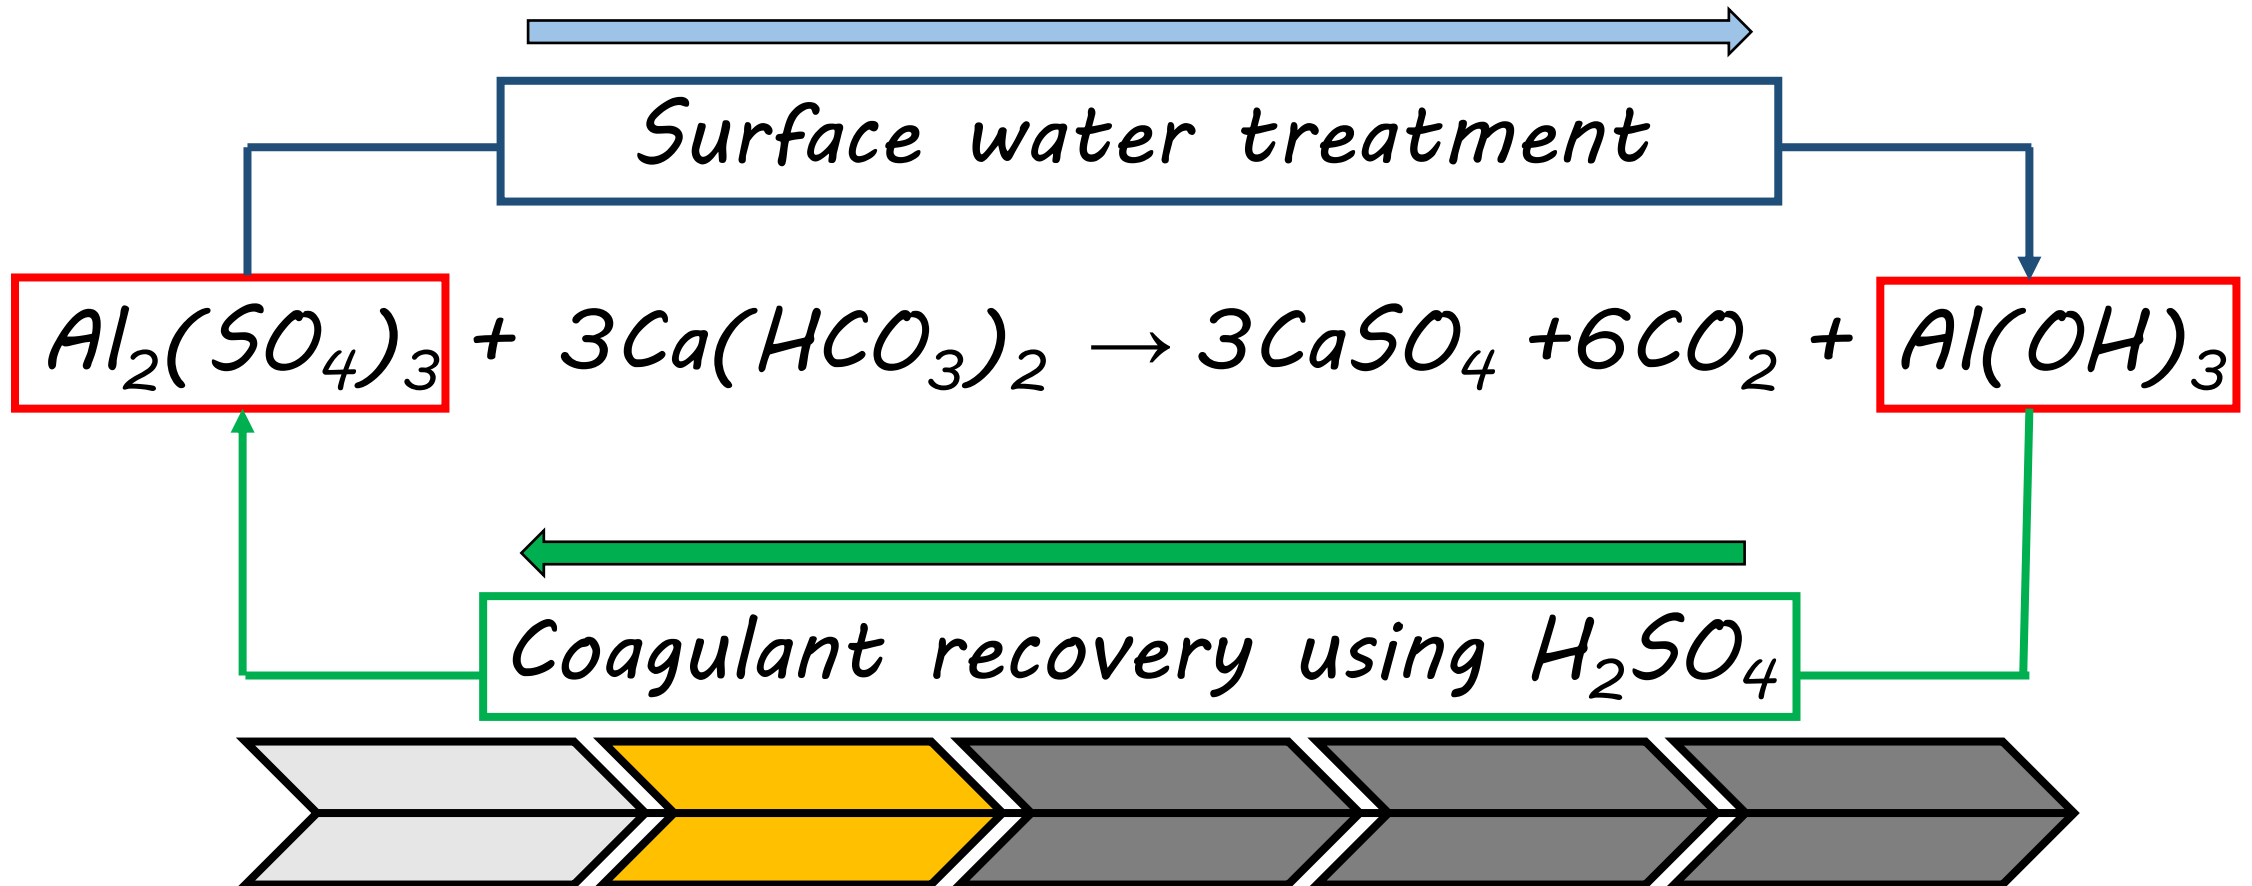 Surface water treatment
Al₂(SO₄)₃ + 3Ca(HCO₃)₂ → 3CaSO₄ +6CO₂ + Al(OH)₃
Coagulant recovery using H₂SO₄